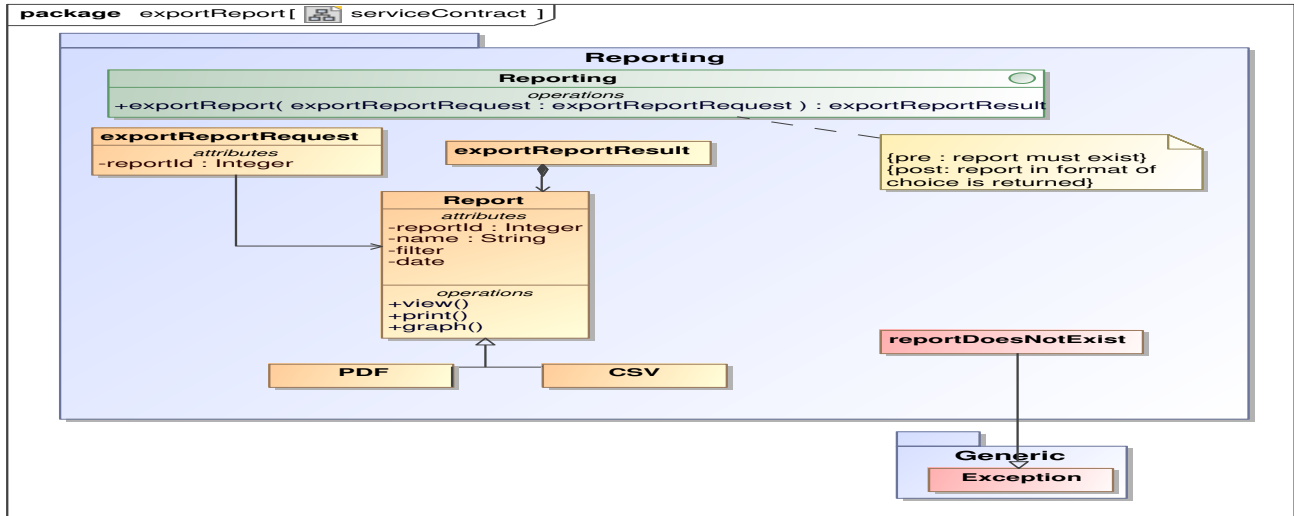 package exportReport[ serviceContract ]
Reporting
Reporting
operations
+exportReport( exportReportRequest : exportReportRequest ) : exportReportResult
exportReportRequest
attributes
-reportId : Integer
exportReportResult
{pre : report must exist}
{post: report in format of
choice is returned}
Report
attributes
-reportId : Integer
-name : String
-filter
-date
operations
+view()
+print()
+graph()
reportDoesNotExist
PDF
CSV
Generic
Exception